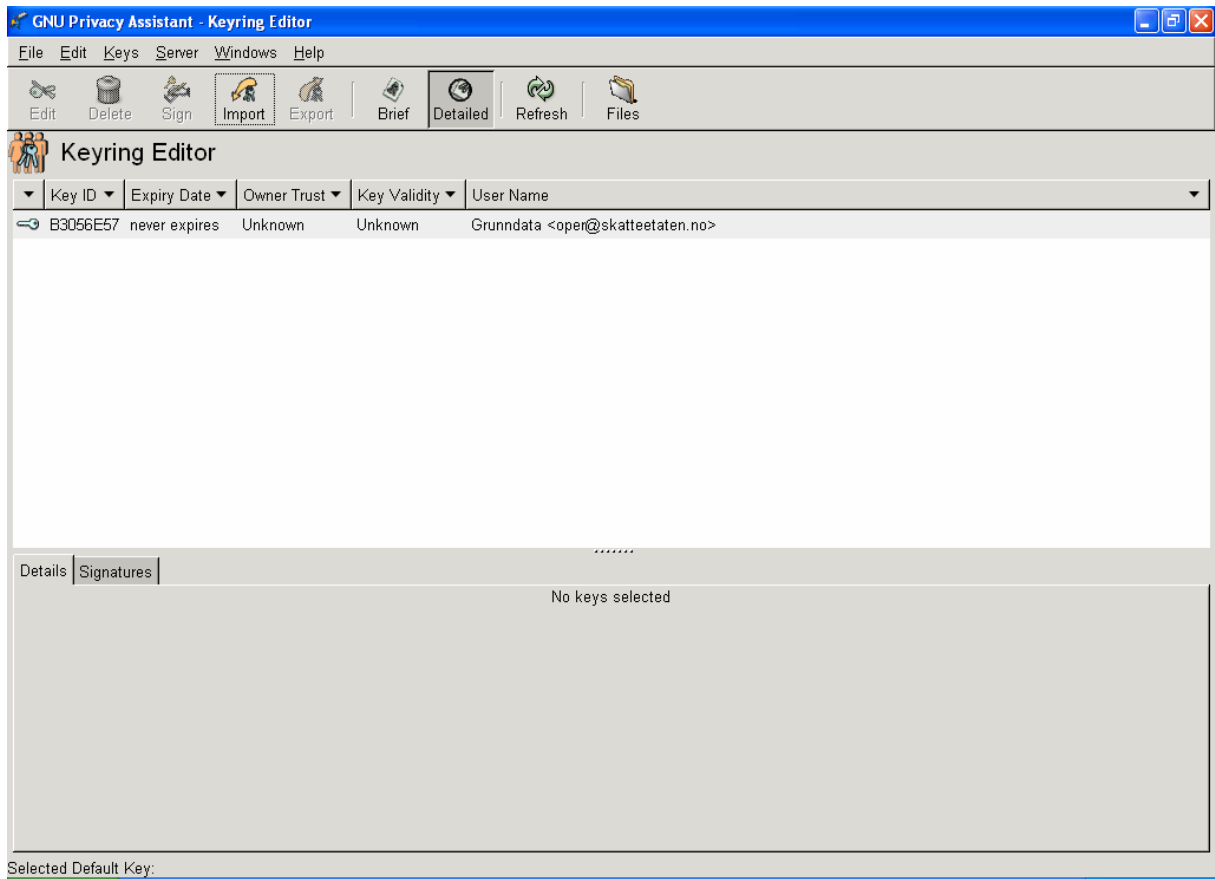 GNU Privacy Assistant - Keyring Editor
File Edit Keys Server Windows Help
Edit Delete Sign Import Export Brief Detailed Refresh Files
Keyring Editor
Key ID Expiry Date Owner Trust Key Validity User Name
B3056E57 never expires Unknown Unknown Grunndata <oper@skatteetaten.no>
Details Signatures
No keys selected
Selected Default Key: